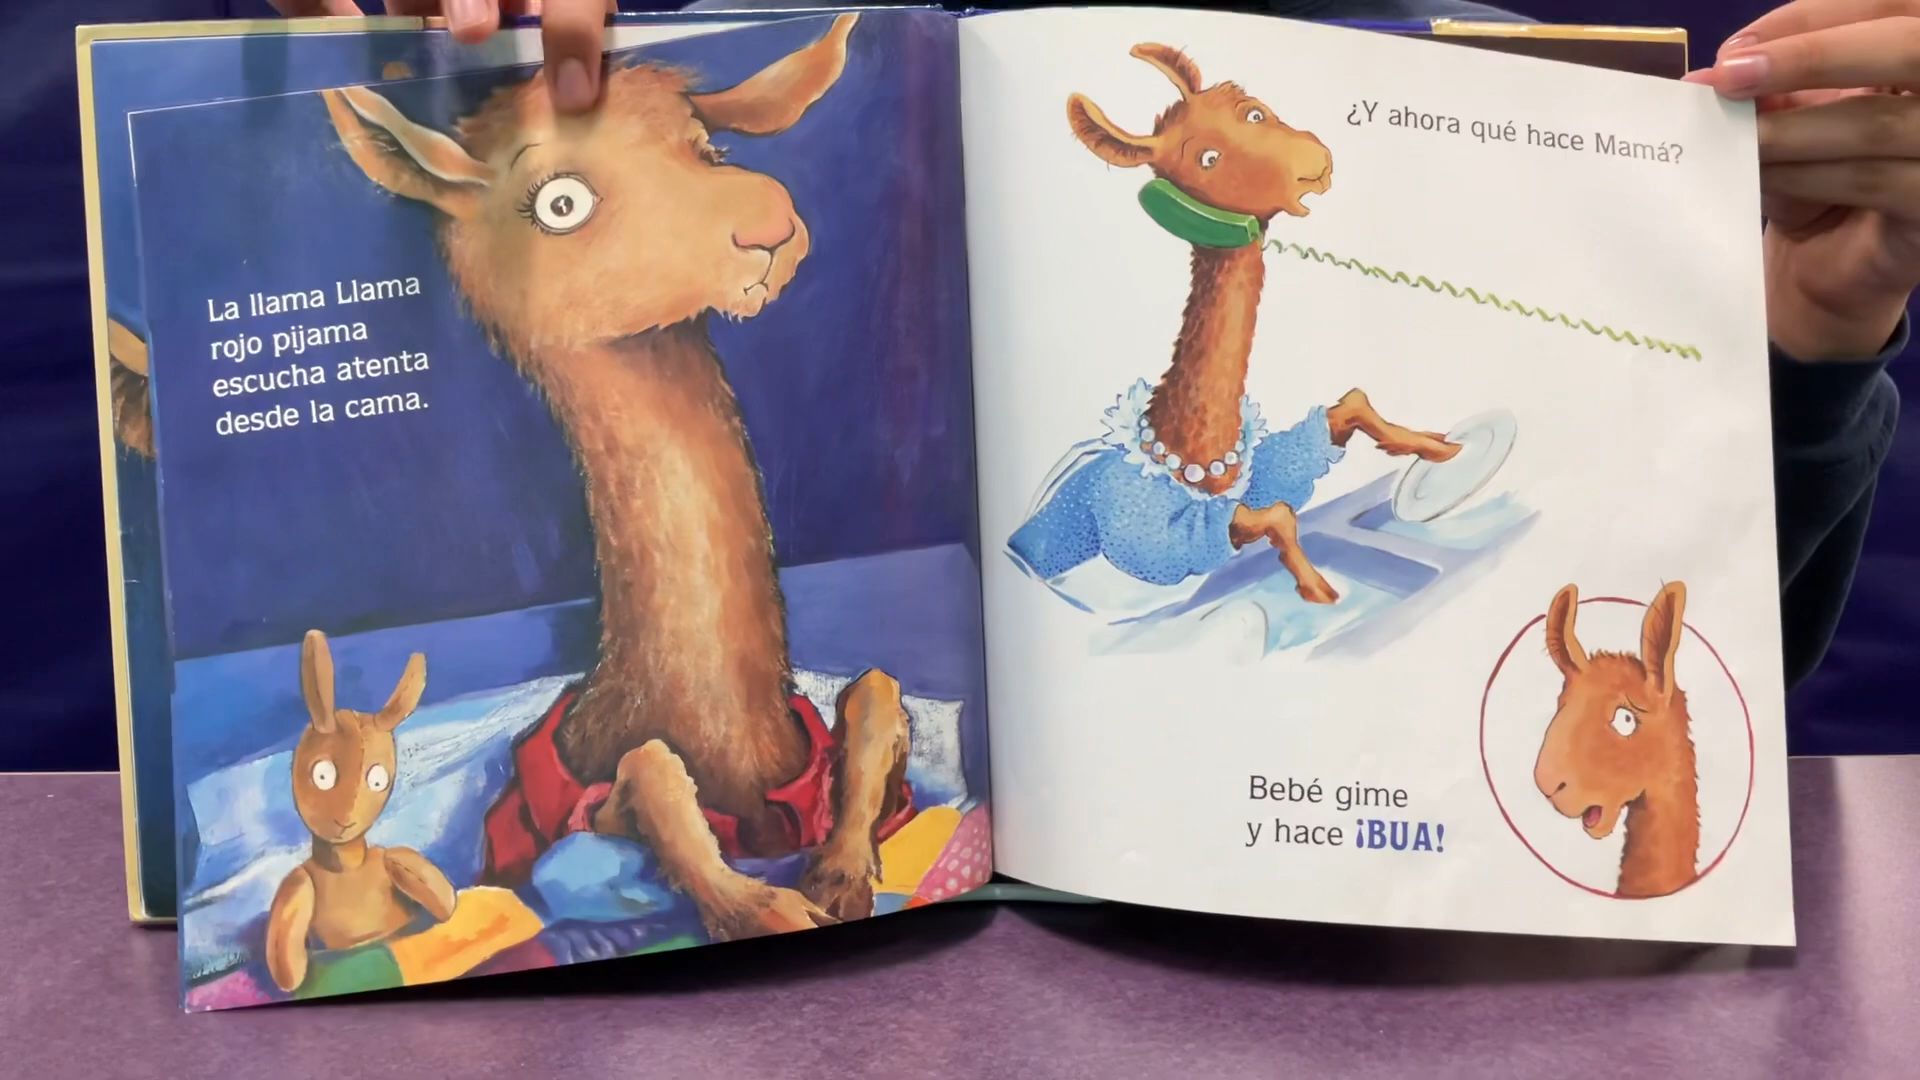 La llama Llama
rojo pijama
escucha atenta
desde la cama.
¿Y ahora qué hace Mamá?
Bebé gime
y hace ¡BUA!